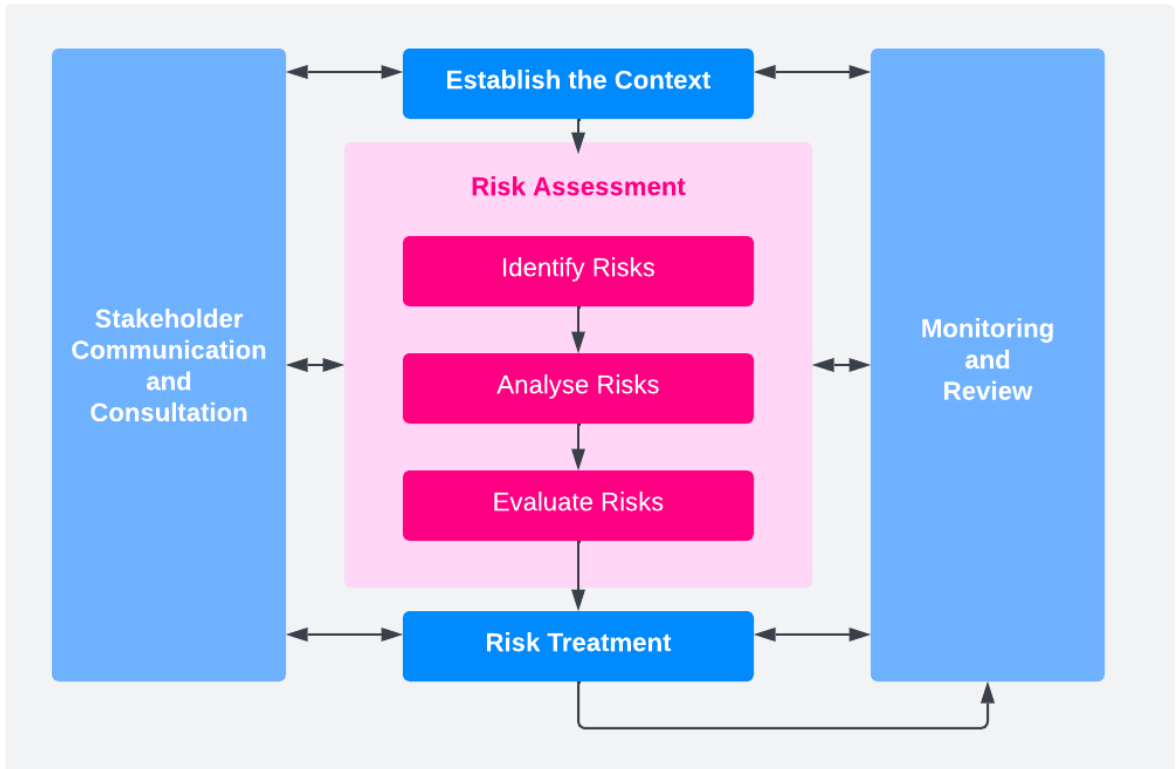 Establish the Context
Risk Assessment
Identify Risks
Analyse Risks
Evaluate Risks
Risk Treatment
Stakeholder
Communication
and
Consultation
Monitoring
and
Review